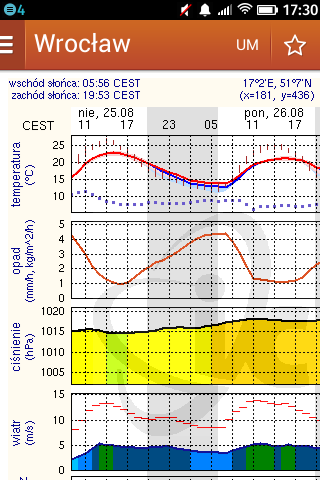 4 17:30
Wrocław UM
wschód słońca: 05:56 CEST 17°2'E, 51°7'N
zachód słońca: 19:53 CEST (x=181, y=436)
nie, 25.08 pon, 26.08
CEST 11 17 23 05 11 17
temperatura
(°C)
25
20
15
10
5
opad
(mm/h, kg/m^2/h)
5
4
3
2
1
0
ciśnienie
(hPa)
1020
1015
1010
1005
wiatr
(m/s)
15
10
5
0